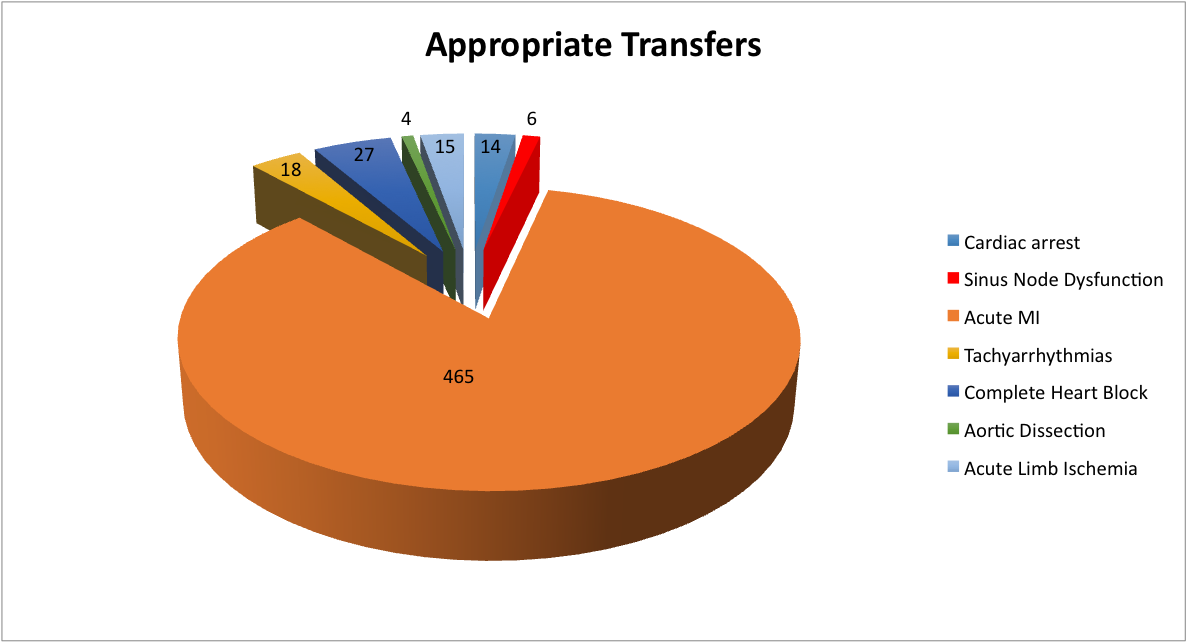 Appropriate Transfers
4
6
15
14
27
18
465
Cardiac arrest
Sinus Node Dysfunction
Acute MI
Tachyarrhythmias
Complete Heart Block
Aortic Dissection
Acute Limb Ischemia